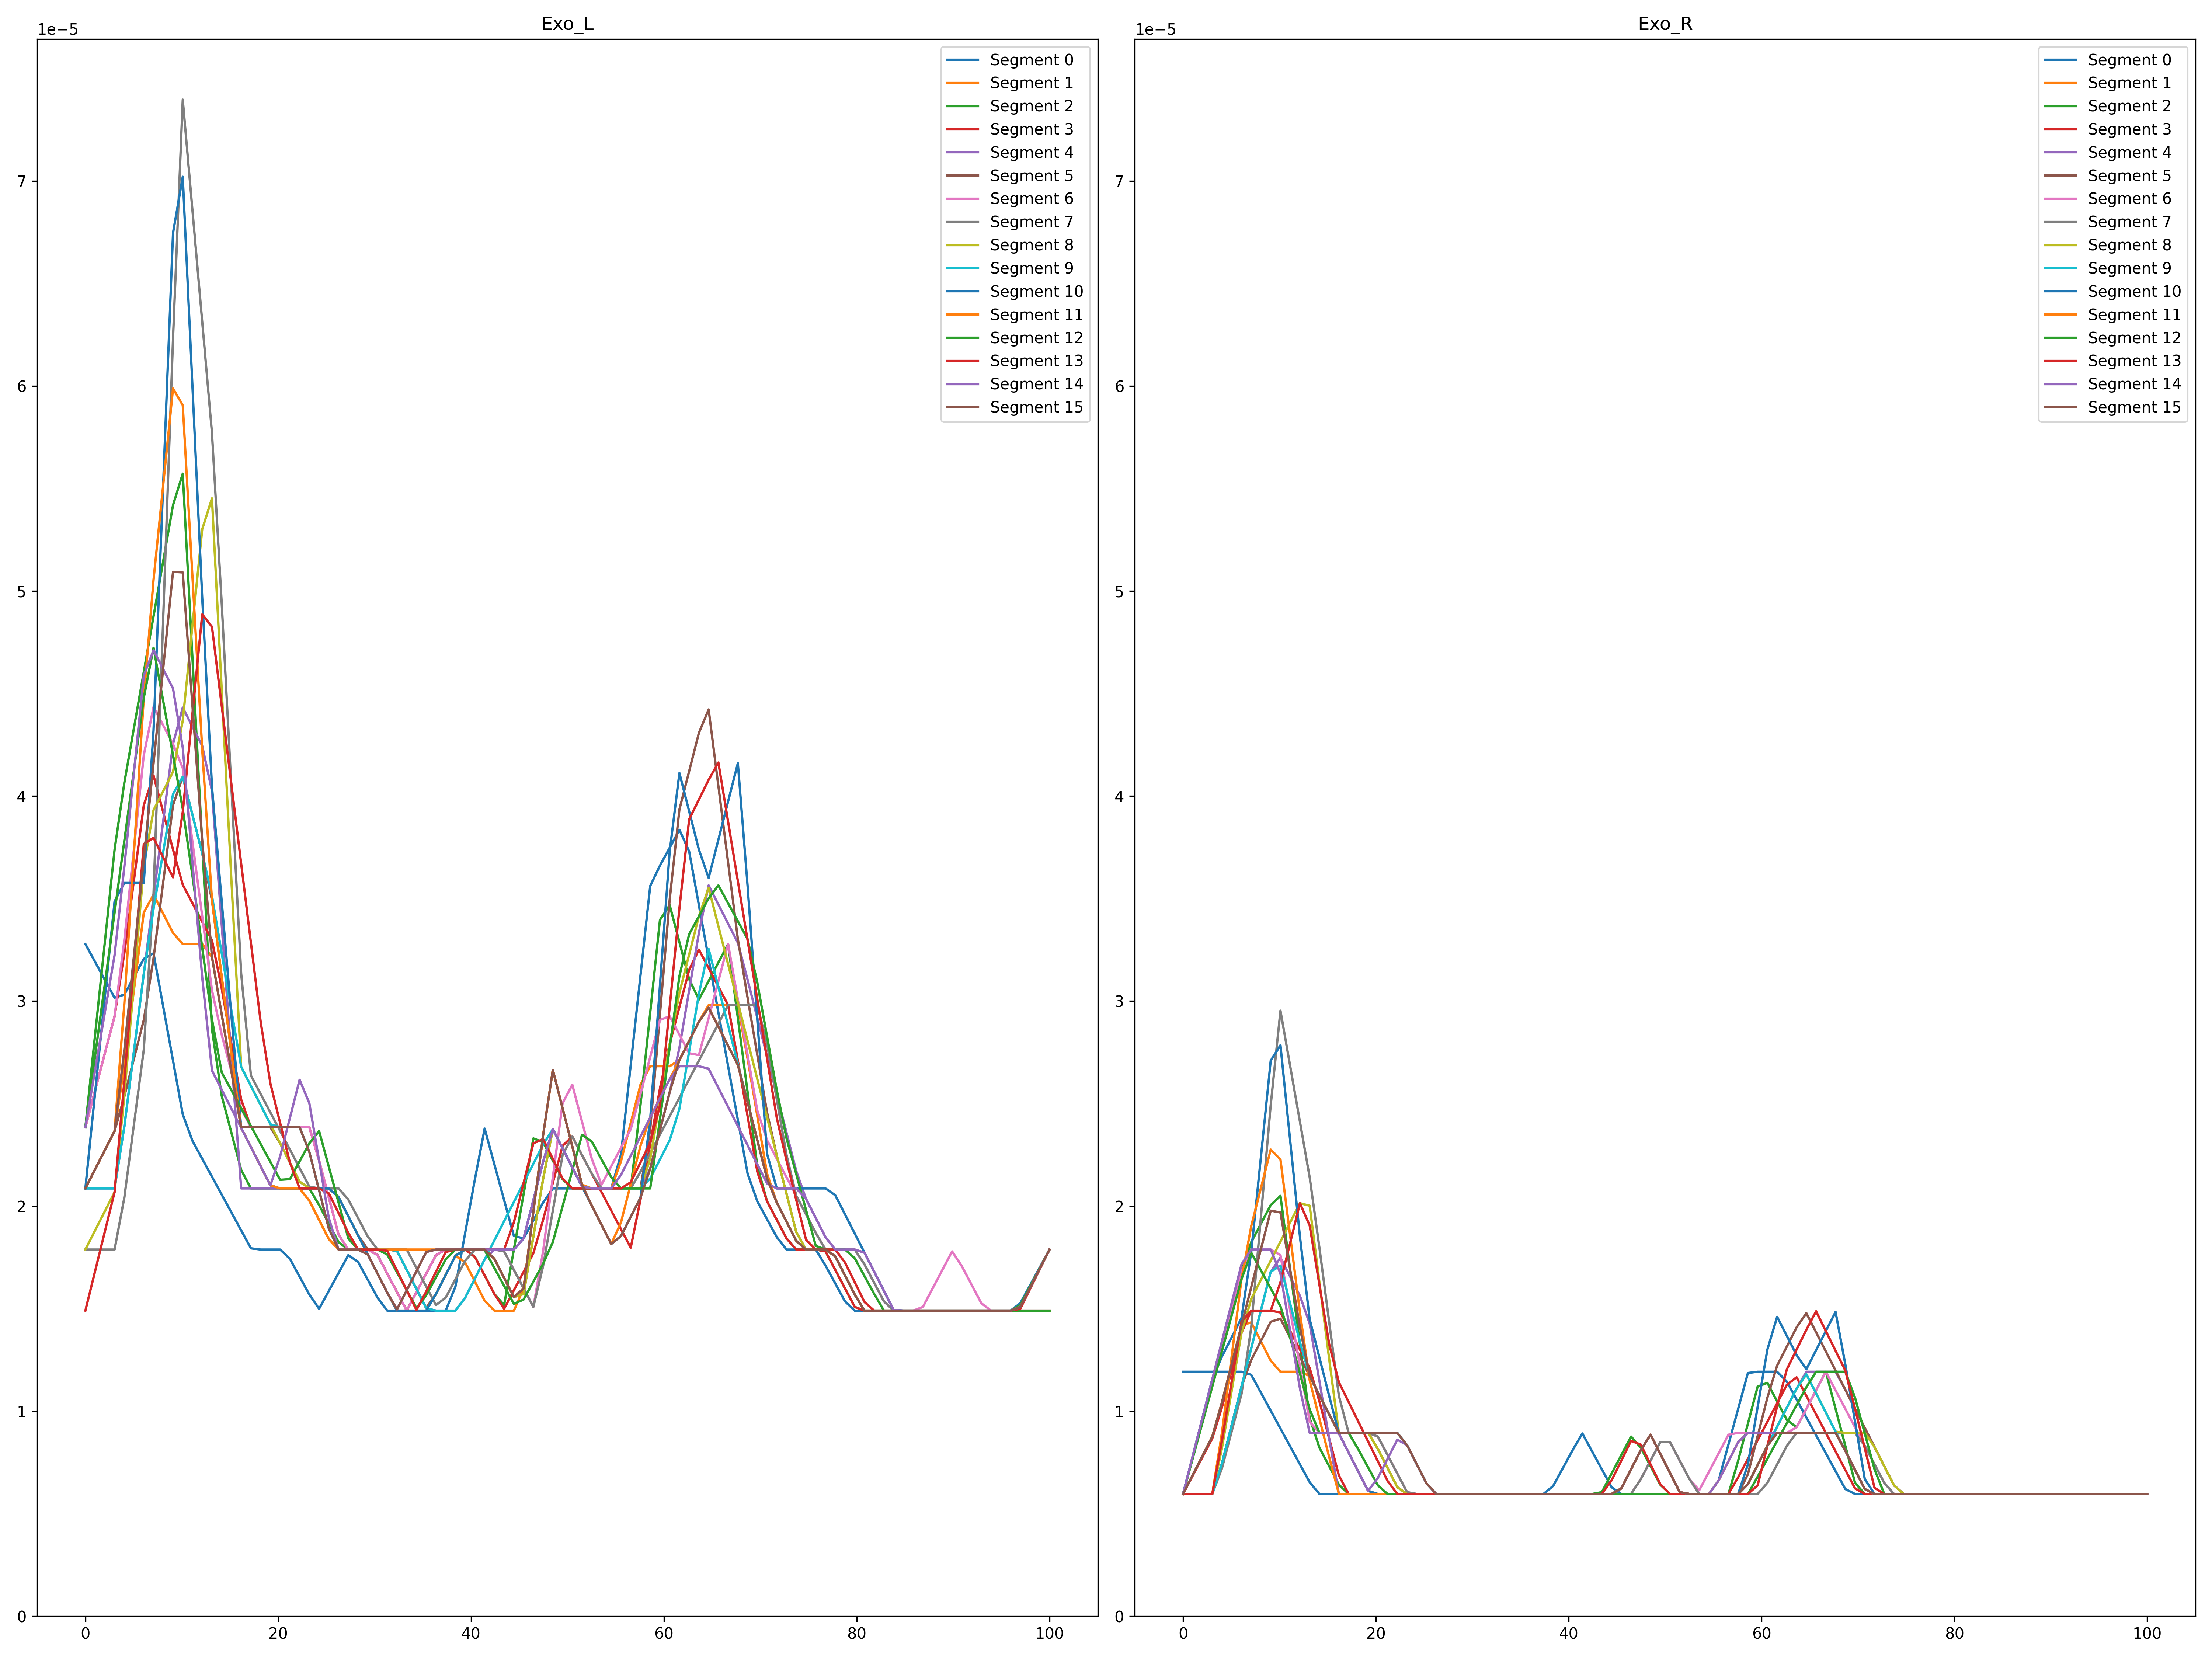 Exo_L
1e−5
7
6
5
4
3
2
1
0
0 20 40 60 80 100
Segment 0
Segment 1
Segment 2
Segment 3
Segment 4
Segment 5
Segment 6
Segment 7
Segment 8
Segment 9
Segment 10
Segment 11
Segment 12
Segment 13
Segment 14
Segment 15
Exo_R
1e−5
7
6
5
4
3
2
1
0
0 20 40 60 80 100
Segment 0
Segment 1
Segment 2
Segment 3
Segment 4
Segment 5
Segment 6
Segment 7
Segment 8
Segment 9
Segment 10
Segment 11
Segment 12
Segment 13
Segment 14
Segment 15